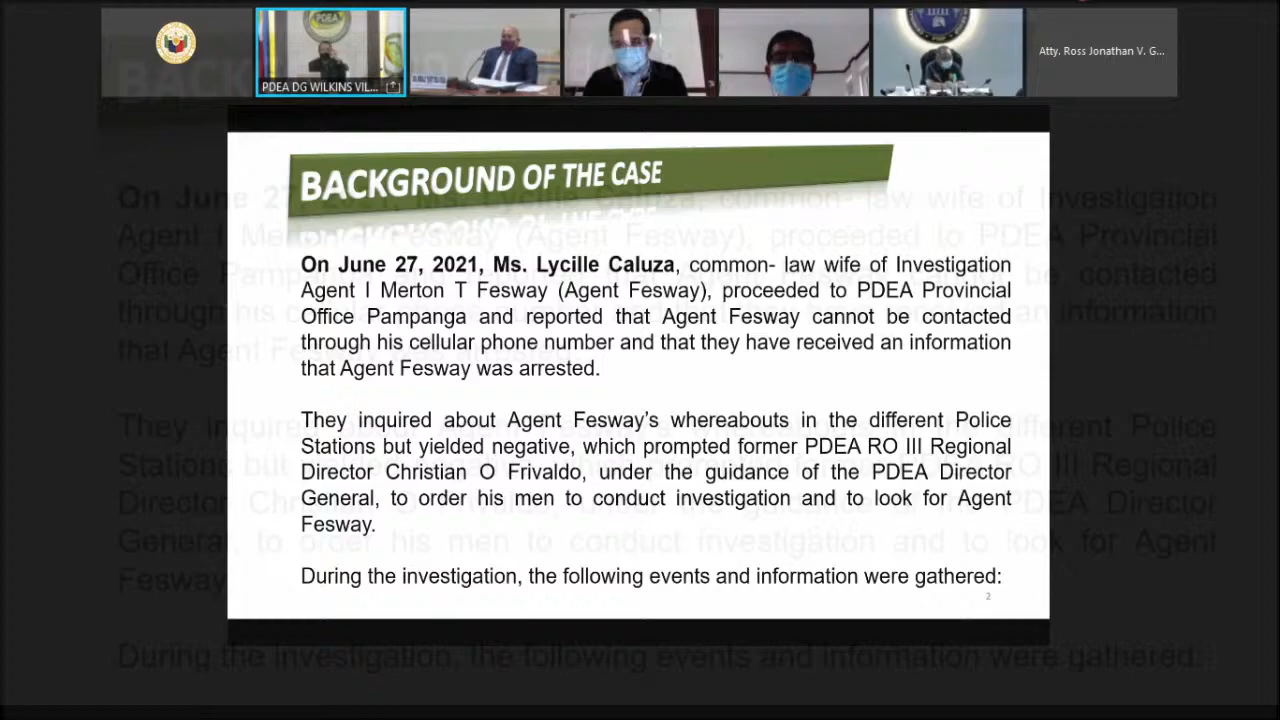 PDEA
PDEA DG WILKINS VIL...
Atty. Ross Jonathan V. G...
BACKGROUND OF THE CASE
On June 27, 2021, Ms. Lycille Caluza, common- law wife of Investigation
Agent I Merton T Fesway (Agent Fesway), proceeded to PDEA Provincial
Office Pampanga and reported that Agent Fesway cannot be contacted
through his cellular phone number and that they have received an information
that Agent Fesway was arrested.
They inquired about Agent Fesway’s whereabouts in the different Police
Stations but yielded negative, which prompted former PDEA RO III Regional
Director Christian O Frivaldo, under the guidance of the PDEA Director
General, to order his men to conduct investigation and to look for Agent
Fesway.
During the investigation, the following events and information were gathered:
2